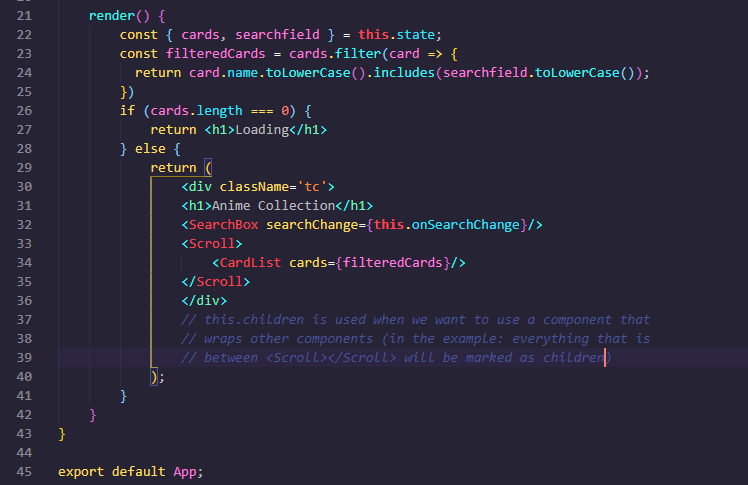 21 render() {
22 const { cards, searchfield } = this.state;
23 const filteredCards = cards.filter(card => {
24 return card.name.toLowerCase().includes(searchfield.toLowerCase());
25 })
26 if (cards.length === 0) {
27 return <h1>Loading</h1>
28 } else {
29 return (
30 <div className='tc'>
31 <h1>Anime Collection</h1>
32 <SearchBox searchChange={this.onSearchChange}/>
33 <Scroll>
34 <CardList cards={filteredCards}/>
35 </Scroll>
36 </div>
37 // this.children is used when we want to use a component that
38 // wraps other components (in the example: everything that is
39 // between <Scroll></Scroll> will be marked as children)
40 );
41 }
42 }
43 }
44
45 export default App;